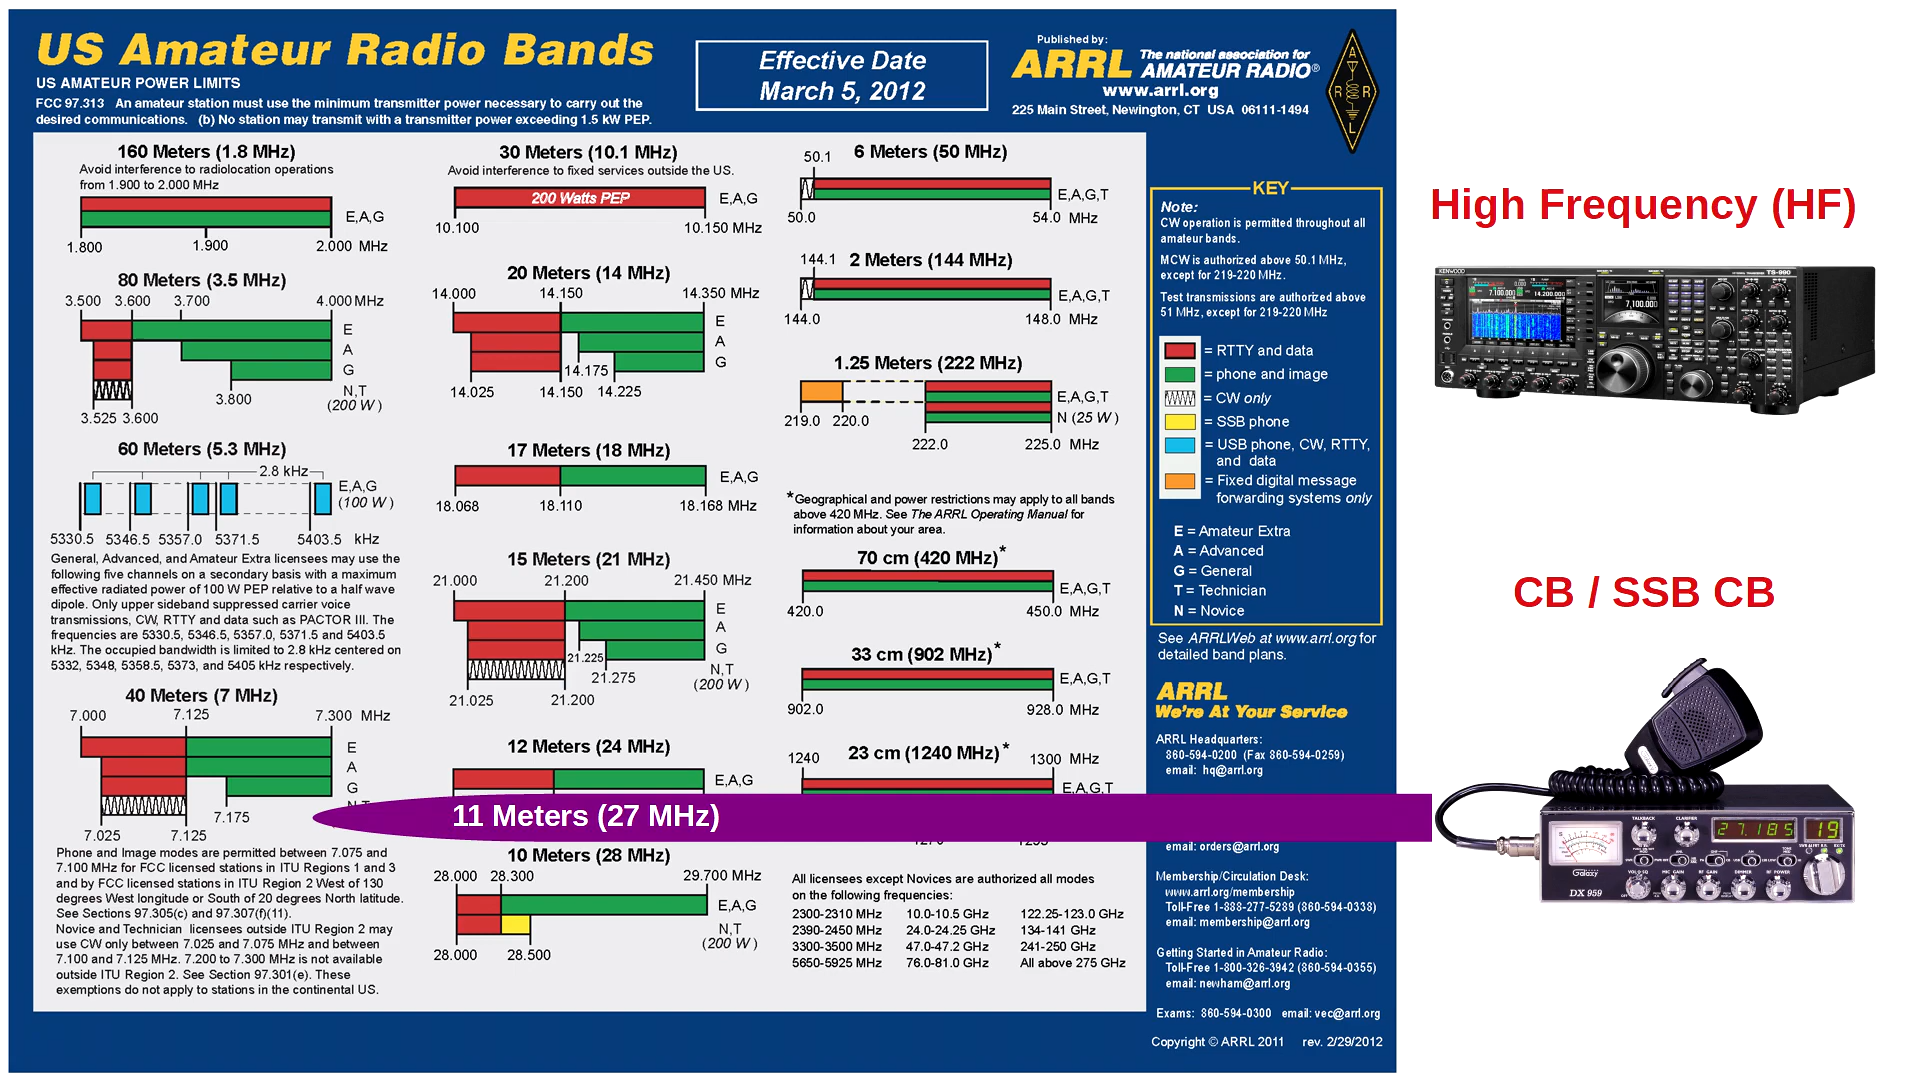 US Amateur Radio Bands
US AMATEUR POWER LIMITS
FCC 97.313 An amateur station must use the minimum transmitter power necessary to carry out the
desired communications. (b) No station may transmit with a transmitter power exceeding 1.5 kW PEP.
Effective Date
March 5, 2012
Published by:
ARRL The national association for
AMATEUR RADIO®
www.arrl.org
225 Main Street, Newington, CT USA 06111-1494
A
R R
L
160 Meters (1.8 MHz)
Avoid interference to radiolocation operations
from 1.900 to 2.000 MHz
E,A,G
1.800 1.900 2.000 MHz
80 Meters (3.5 MHz)
3.500 3.600 3.700 4.000 MHz
E
A
G
N,T
(200 W)
3.800
3.525 3.600
60 Meters (5.3 MHz)
2.8 kHz
E,A,G
(100 W)
5330.5 5346.5 5357.0 5371.5 5403.5 kHz
General, Advanced, and Amateur Extra licensees may use the
following five channels on a secondary basis with a maximum
effective radiated power of 100 W PEP relative to a half wave
dipole. Only upper sideband suppressed carrier voice
transmissions, CW, RTTY and data such as PACTOR III. The
frequencies are 5330.5, 5346.5, 5357.0, 5371.5 and 5403.5
kHz. The occupied bandwidth is limited to 2.8 kHz centered on
5332, 5348, 5358.5, 5373, and 5405 kHz respectively.
40 Meters (7 MHz)
7.000 7.125 7.300 MHz
E
A
G
7.175
7.025 7.125
Phone and Image modes are permitted between 7.075 and
7.100 MHz for FCC licensed stations in ITU Regions 1 and 3
and by FCC licensed stations in ITU Region 2 West of 130
degrees West longitude or South of 20 degrees North latitude.
See Sections 97.305(c) and 97.307(f)(11).
Novice and Technician licensees outside ITU Region 2 may
use CW only between 7.025 and 7.075 MHz and between
7.100 and 7.125 MHz. 7.200 to 7.300 MHz is not available
outside ITU Region 2. See Section 97.301(e). These
exemptions do not apply to stations in the continental US.
30 Meters (10.1 MHz)
Avoid interference to fixed services outside the US.
200 Watts PEP
E,A,G
10.100 10.150 MHz
20 Meters (14 MHz)
14.000 14.150 14.350 MHz
E
A
G
14.175
14.025 14.150 14.225
17 Meters (18 MHz)
E,A,G
18.068 18.110 18.168 MHz
15 Meters (21 MHz)
21.000 21.200 21.450 MHz
E
A
G
N,T
(200 W)
21.225
21.275
21.025 21.200
12 Meters (24 MHz)
E,A,G
11 Meters (27 MHz)
10 Meters (28 MHz)
28.000 28.300 29.700 MHz
E,A,G
N,T
(200 W)
28.000 28.500
50.1 6 Meters (50 MHz)
E,A,G,T
50.0 54.0 MHz
144.1 2 Meters (144 MHz)
E,A,G,T
144.0 148.0 MHz
1.25 Meters (222 MHz)
E,A,G,T
N (25 W)
219.0 220.0
222.0 225.0 MHz
*Geographical and power restrictions may apply to all bands
above 420 MHz. See The ARRL Operating Manual for
information about your area.
70 cm (420 MHz)*
E,A,G,T
420.0 450.0 MHz
33 cm (902 MHz)*
E,A,G,T
902.0 928.0 MHz
23 cm (1240 MHz)*
1240 1300 MHz
E,A,G,T
All licensees except Novices are authorized all modes
on the following frequencies:
2300-2310 MHz 10.0-10.5 GHz 122.25-123.0 GHz
2390-2450 MHz 24.0-24.25 GHz 134-141 GHz
3300-3500 MHz 47.0-47.2 GHz 241-250 GHz
5650-5925 MHz 76.0-81.0 GHz All above 275 GHz
KEY
Note:
CW operation is permitted throughout all
amateur bands.
MCW is authorized above 50.1 MHz,
except for 219-220 MHz.
Test transmissions are authorized above
51 MHz, except for 219-220 MHz
= RTTY and data
= phone and image
= CW only
= SSB phone
= USB phone, CW, RTTY,
and data
= Fixed digital message
forwarding systems only
E = Amateur Extra
A = Advanced
G = General
T = Technician
N = Novice
See ARRLWeb at www.arrl.org for
detailed band plans.
ARRL
We're At Your Service
ARRL Headquarters:
860-594-0200 (Fax 860-594-0259)
email: hq@arrl.org
email: orders@arrl.org
Membership/Circulation Desk:
www.arrl.org/membership
Toll-Free 1-888-277-5289 (860-594-0338)
email: membership@arrl.org
Getting Started in Amateur Radio:
Toll-Free 1-800-326-3942 (860-594-0355)
email: newham@arrl.org
Exams: 860-594-0300 email: vec@arrl.org
Copyright © ARRL 2011 rev. 2/29/2012
High Frequency (HF)
KENWOOD
TS-990
7,100.000 14,200.000
7,100.000
CB / SSB CB
TALKBACK CLARIFIER
27.185 19
Galaxy
DX 959
VOL SQ MIC GAIN RF GAIN DIMMER RF POWER